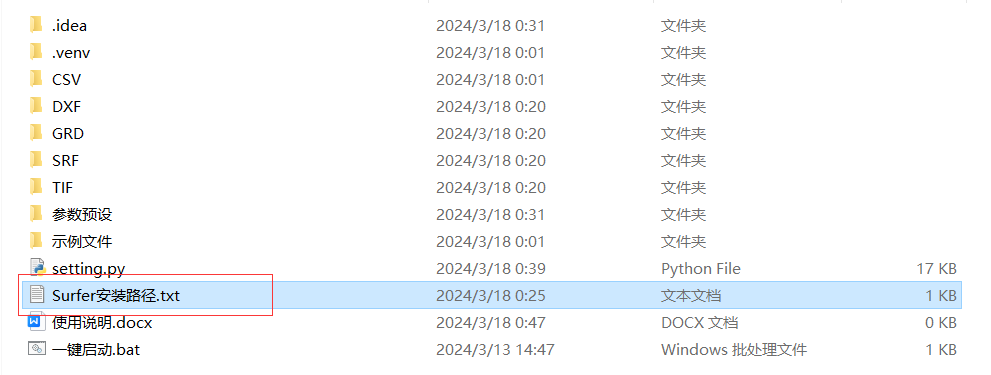 .idea 2024/3/18 0:31 文件夹
.venv 2024/3/18 0:01 文件夹
CSV 2024/3/18 0:01 文件夹
DXF 2024/3/18 0:20 文件夹
GRD 2024/3/18 0:20 文件夹
SRF 2024/3/18 0:20 文件夹
TIF 2024/3/18 0:20 文件夹
参数预设 2024/3/18 0:31 文件夹
示例文件 2024/3/18 0:01 文件夹
setting.py 2024/3/18 0:39 Python File 17 KB
Surfer安装路径.txt 2024/3/18 0:25 文本文档 1 KB
使用说明.docx 2024/3/18 0:47 DOCX 文档 0 KB
一键启动.bat 2024/3/13 14:47 Windows 批处理文件 1 KB